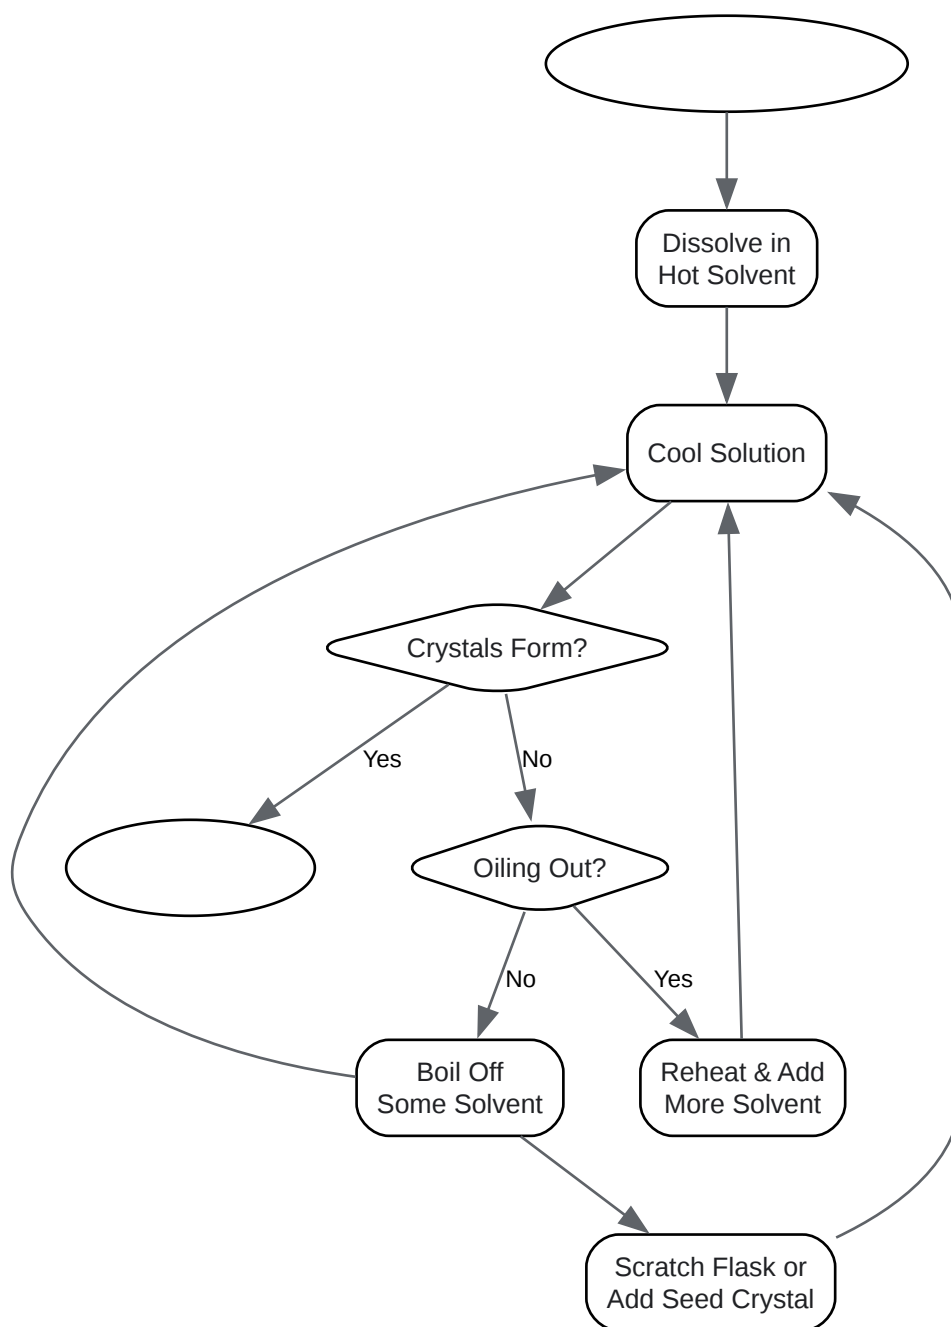 Dissolve in
Hot Solvent
Cool Solution
Crystals Form?
Yes
No
Oiling Out?
No
Yes
Boil Off
Some Solvent
Reheat & Add
More Solvent
Scratch Flask or
Add Seed Crystal